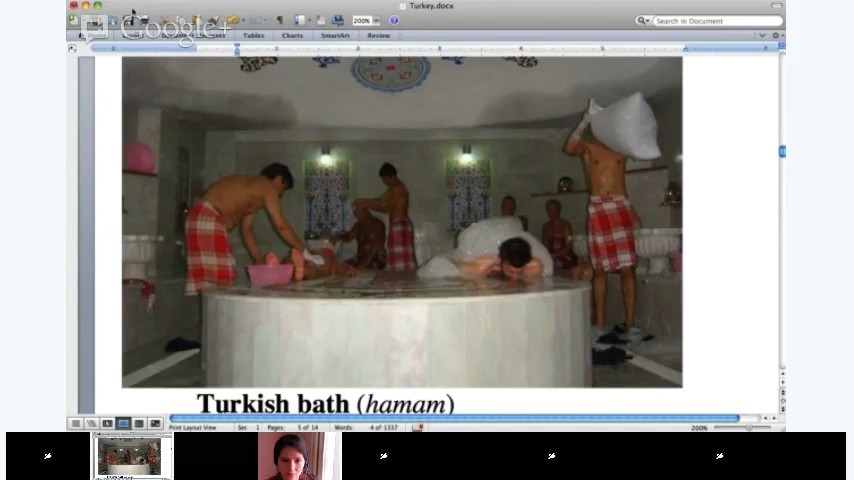 Turkey.docx
200%
Search in Document
Google+
Tables Charts SmartArt Review
Turkish bath (hamam)
Print Layout View Sec 1 Pages: 5 of 14 Words: 4 of 1337 200%